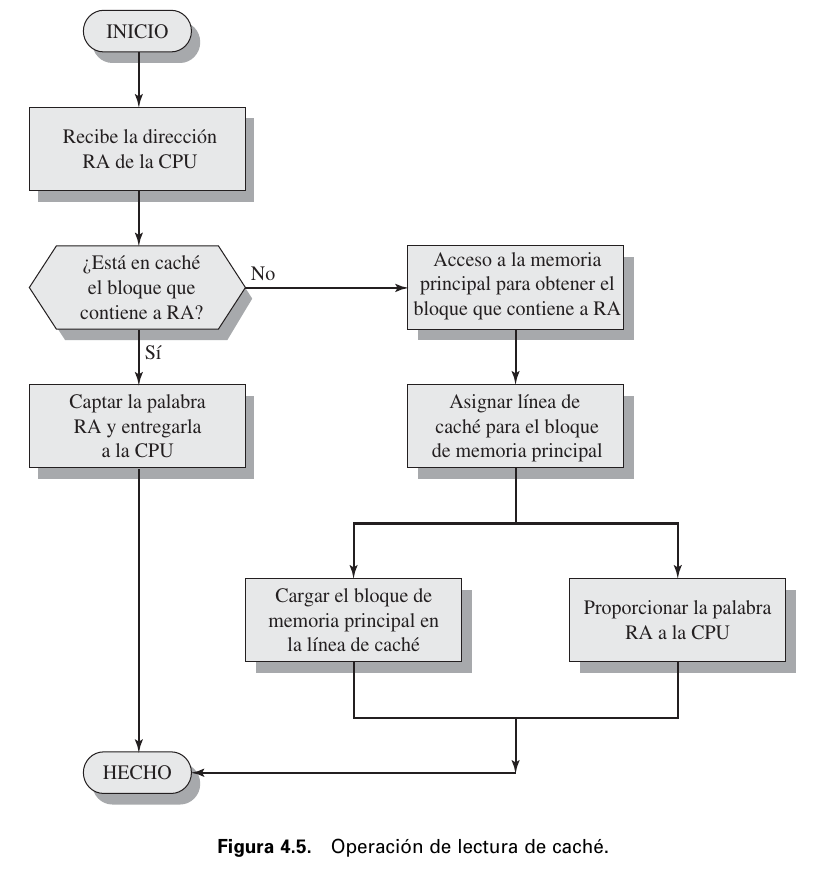 INICIO
Recibe la dirección
RA de la CPU
¿Está en caché
el bloque que
contiene a RA?
No
Acceso a la memoria
principal para obtener el
bloque que contiene a RA
Sí
Captar la palabra
RA y entregarla
a la CPU
Asignar línea de
caché para el bloque
de memoria principal
Cargar el bloque de
memoria principal en
la línea de caché
Proporcionar la palabra
RA a la CPU
HECHO
Figura 4.5. Operación de lectura de caché.